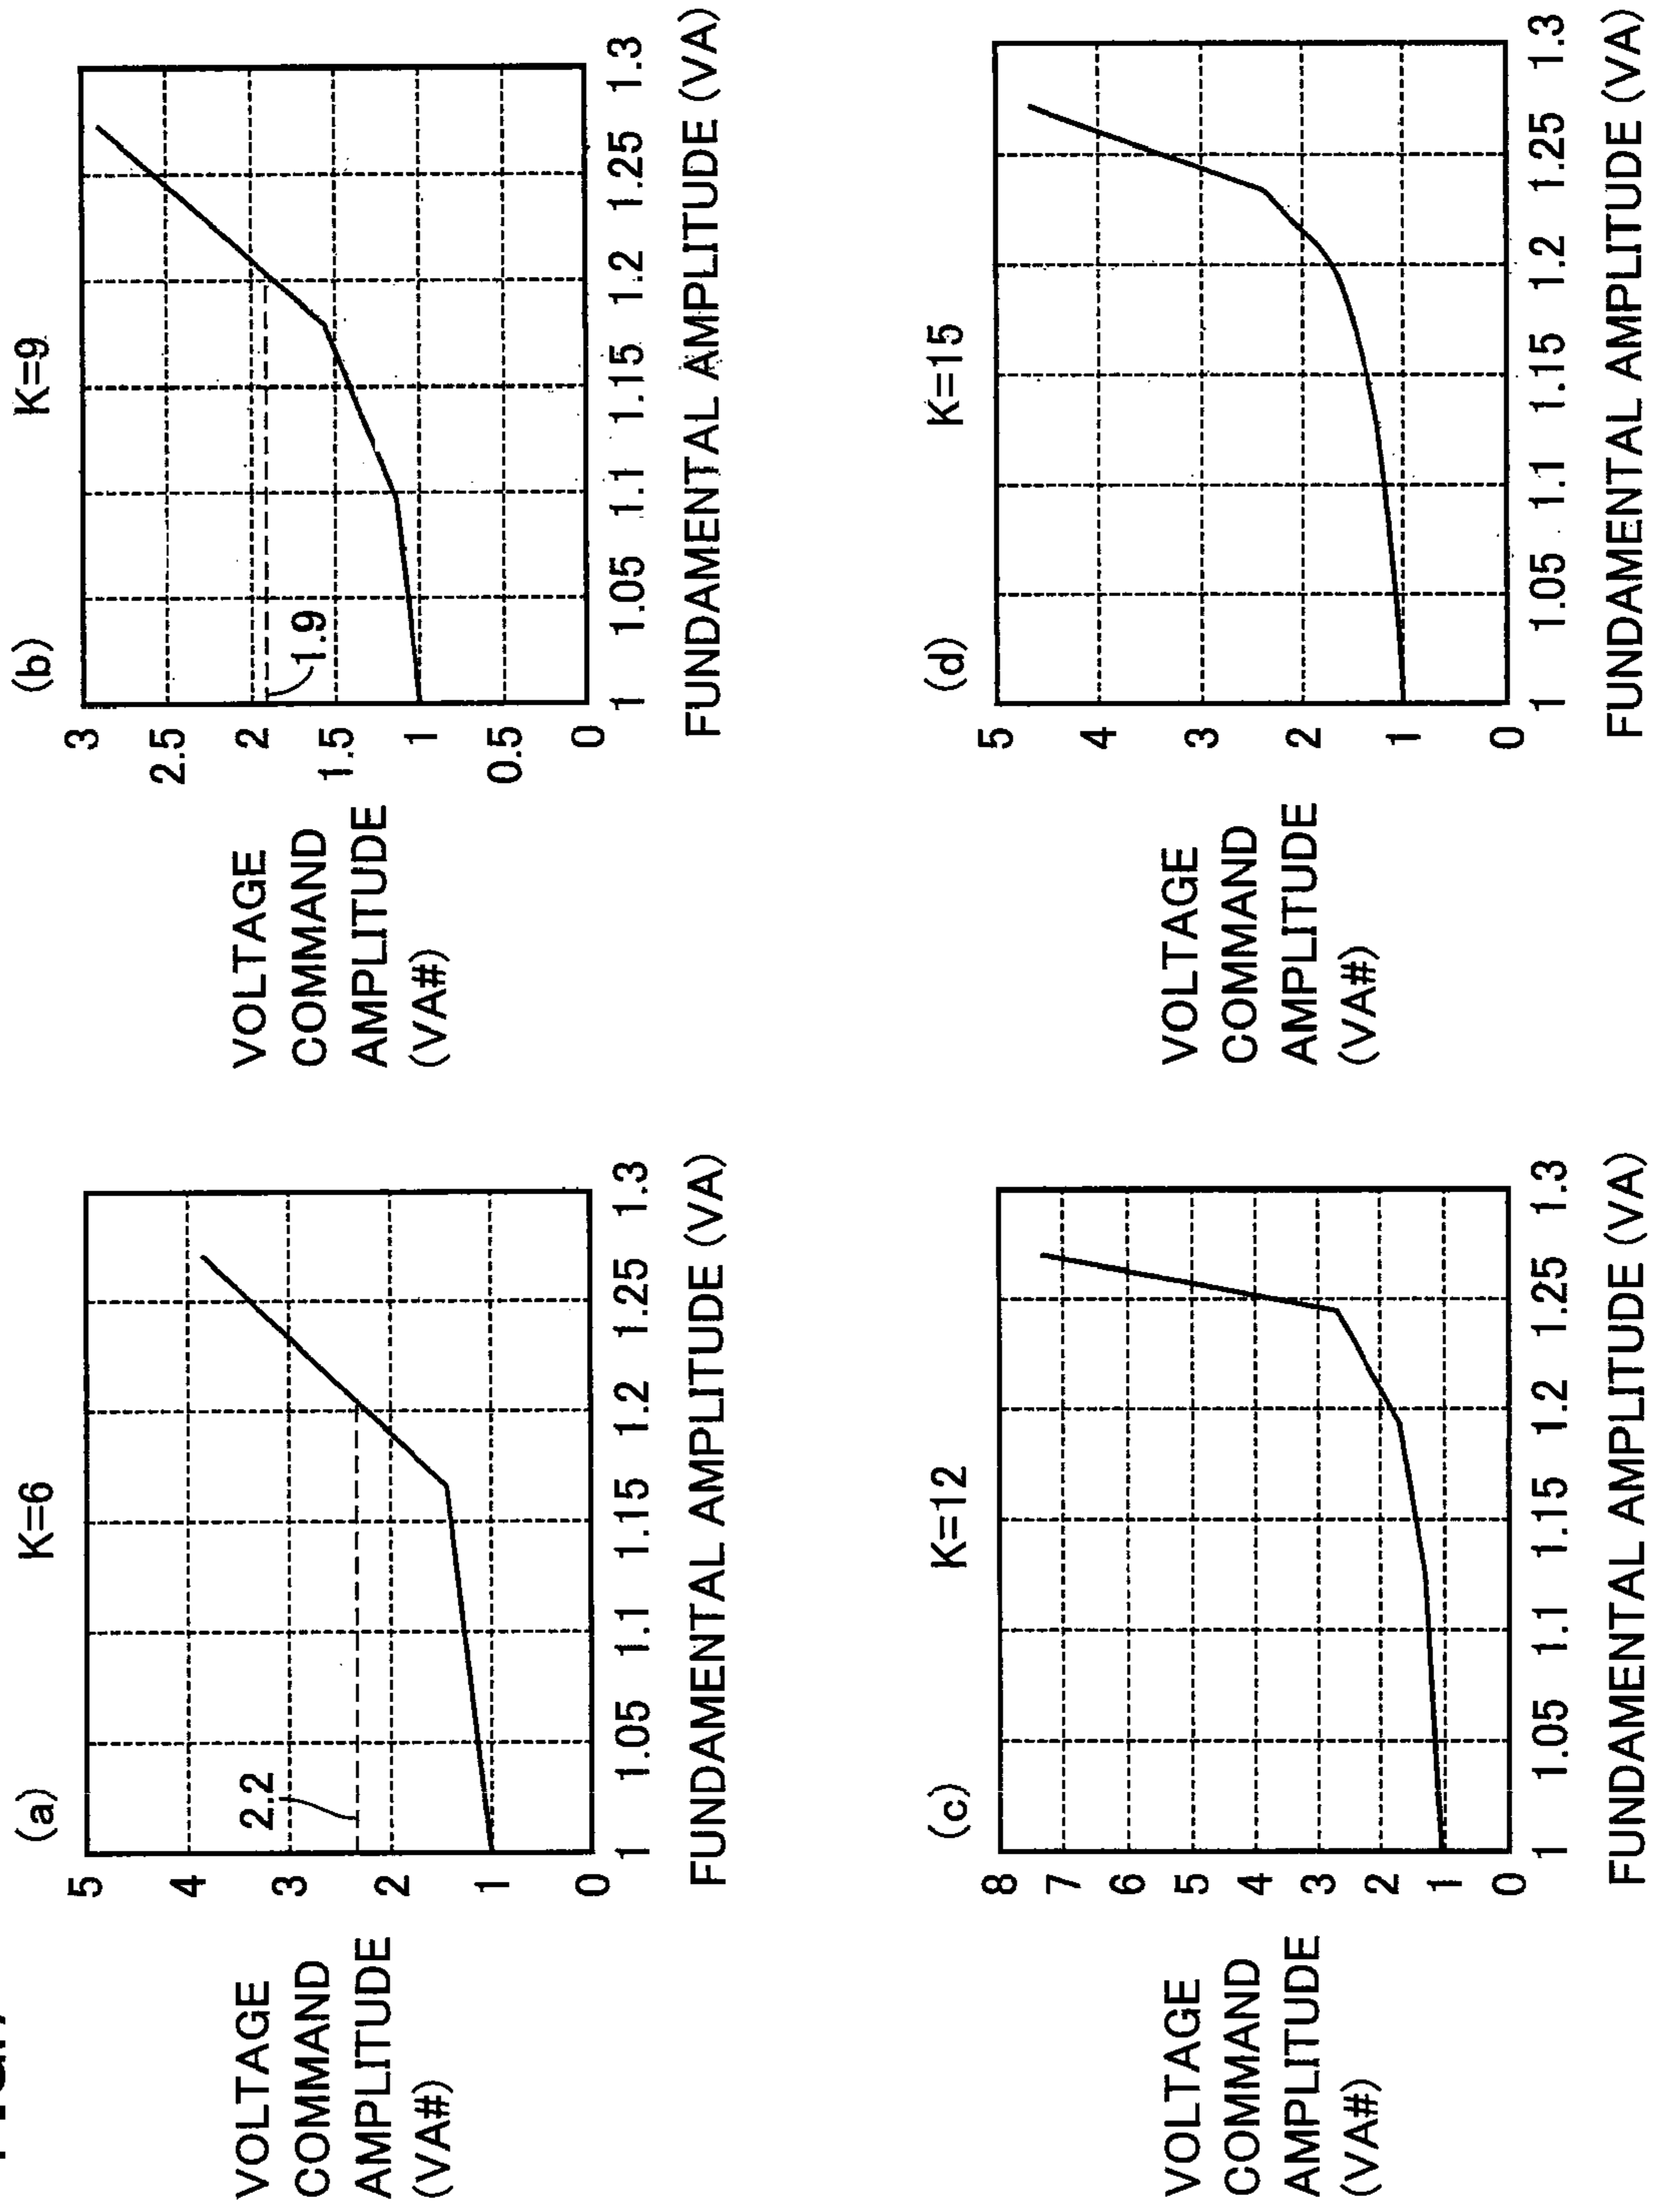 (a)
K=6
VOLTAGE
COMMAND
AMPLITUDE
(VA#)
5
4
3
2
1
0
2.2
1
1.05
1.1
1.15
1.2
1.25
1.3
FUNDAMENTAL AMPLITUDE (VA)
(b)
K=9
VOLTAGE
COMMAND
AMPLITUDE
(VA#)
3
2.5
2
1.5
1
0.5
0
1.9
1
1.05
1.1
1.15
1.2
1.25
1.3
FUNDAMENTAL AMPLITUDE (VA)
(c)
K=12
VOLTAGE
COMMAND
AMPLITUDE
(VA#)
8
7
6
5
4
3
2
1
0
1
1.05
1.1
1.15
1.2
1.25
1.3
FUNDAMENTAL AMPLITUDE (VA)
(d)
K=15
VOLTAGE
COMMAND
AMPLITUDE
(VA#)
5
4
3
2
1
0
1
1.05
1.1
1.15
1.2
1.25
1.3
FUNDAMENTAL AMPLITUDE (VA)